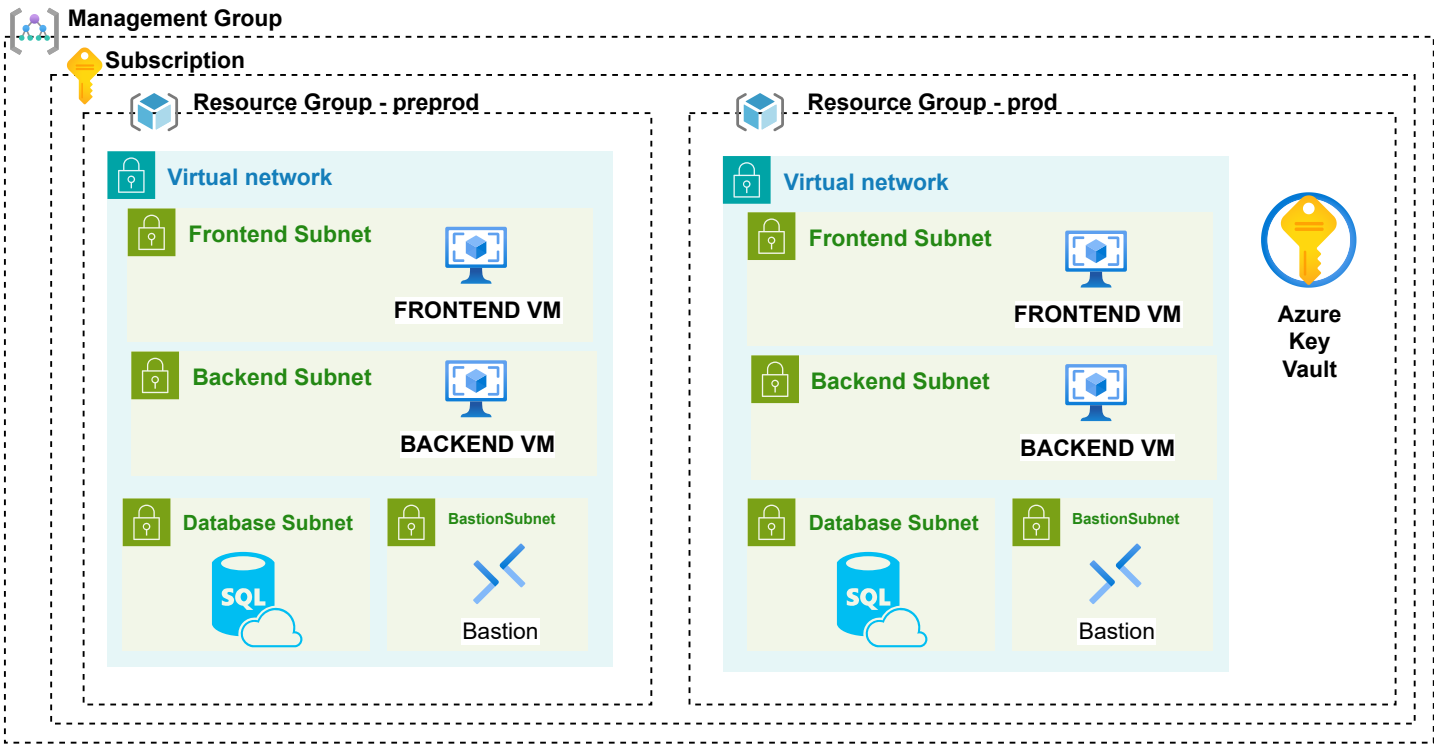 Management Group
Subscription
Resource Group - preprod
Virtual network
Frontend Subnet
FRONTEND VM
Backend Subnet
BACKEND VM
Database Subnet
SQL
BastionSubnet
Bastion
Resource Group - prod
Virtual network
Frontend Subnet
FRONTEND VM
Backend Subnet
BACKEND VM
Database Subnet
SQL
BastionSubnet
Bastion
Azure
Key
Vault